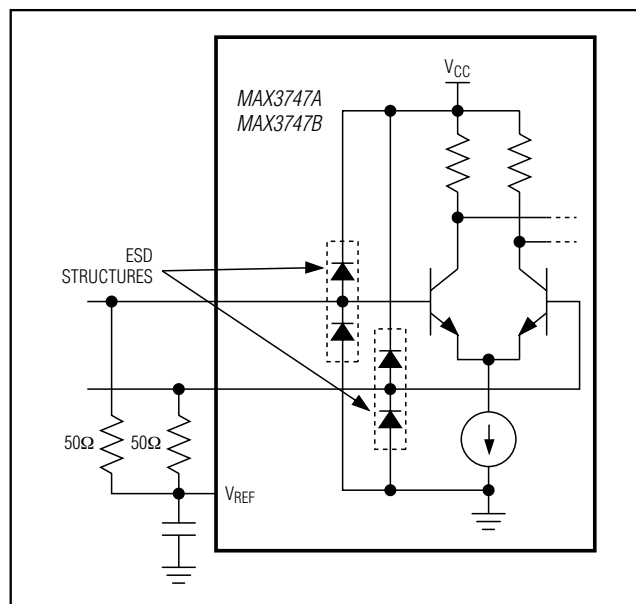 MAX3747A
MAX3747B
VCC
ESD
STRUCTURES
50Ω
50Ω
VREF